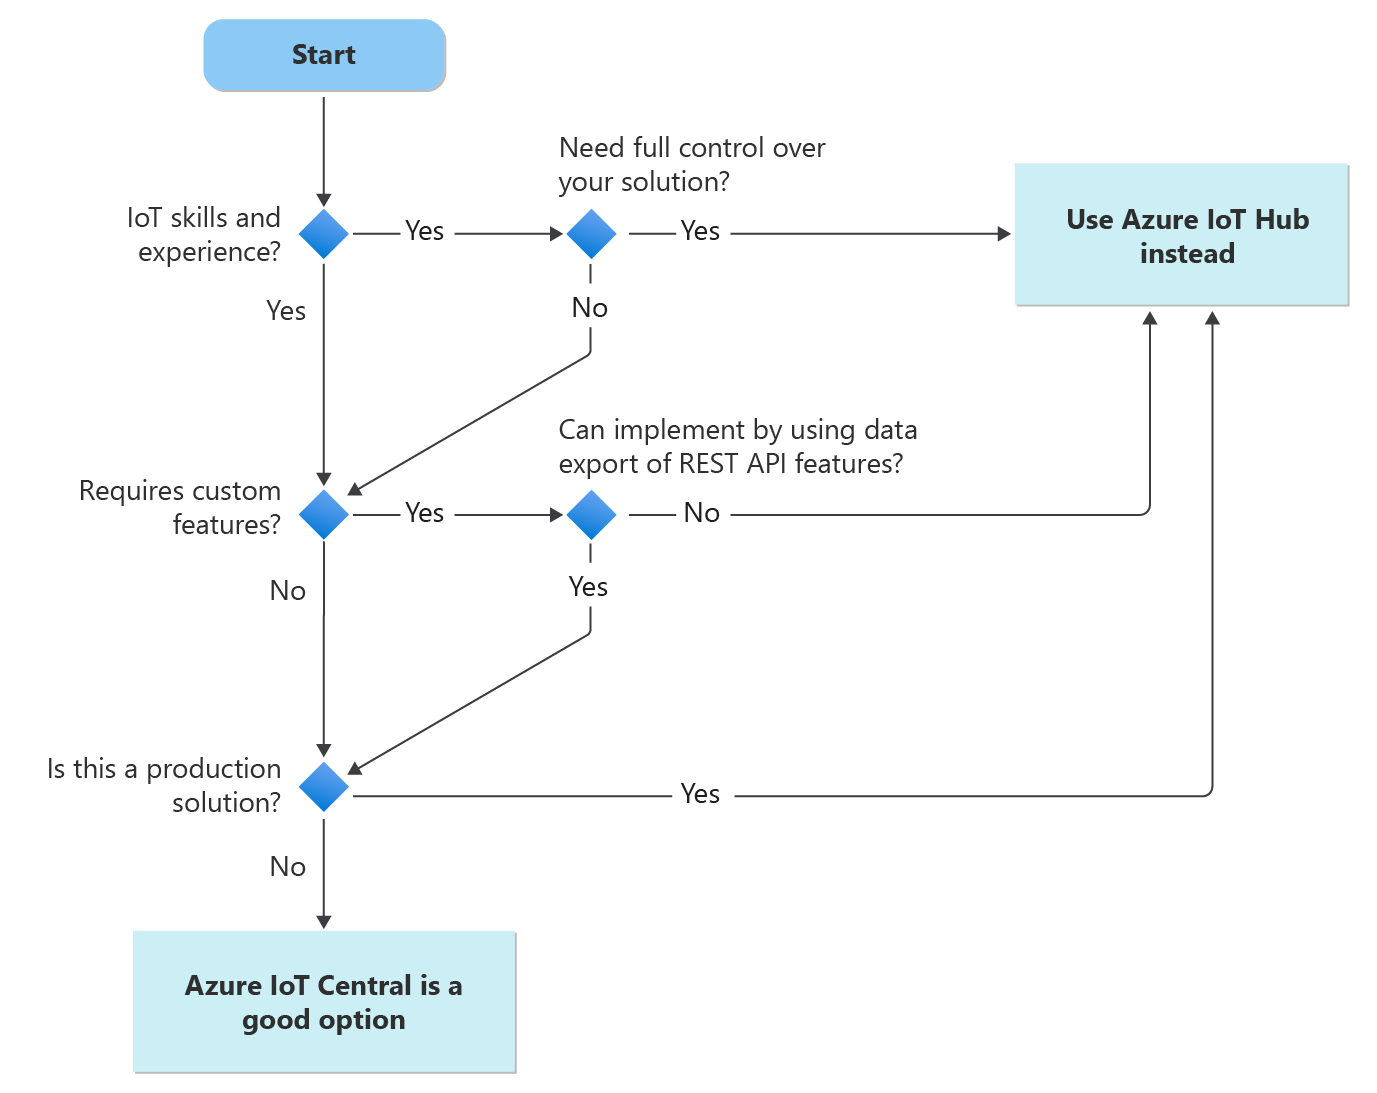 Start
Need full control over
your solution?
IoT skills and
experience?
Yes
Yes
Use Azure IoT Hub
instead
Yes
No
Can implement by using data
export of REST API features?
Requires custom
features?
Yes
No
No
Yes
Is this a production
solution?
Yes
No
Azure IoT Central is a
good option